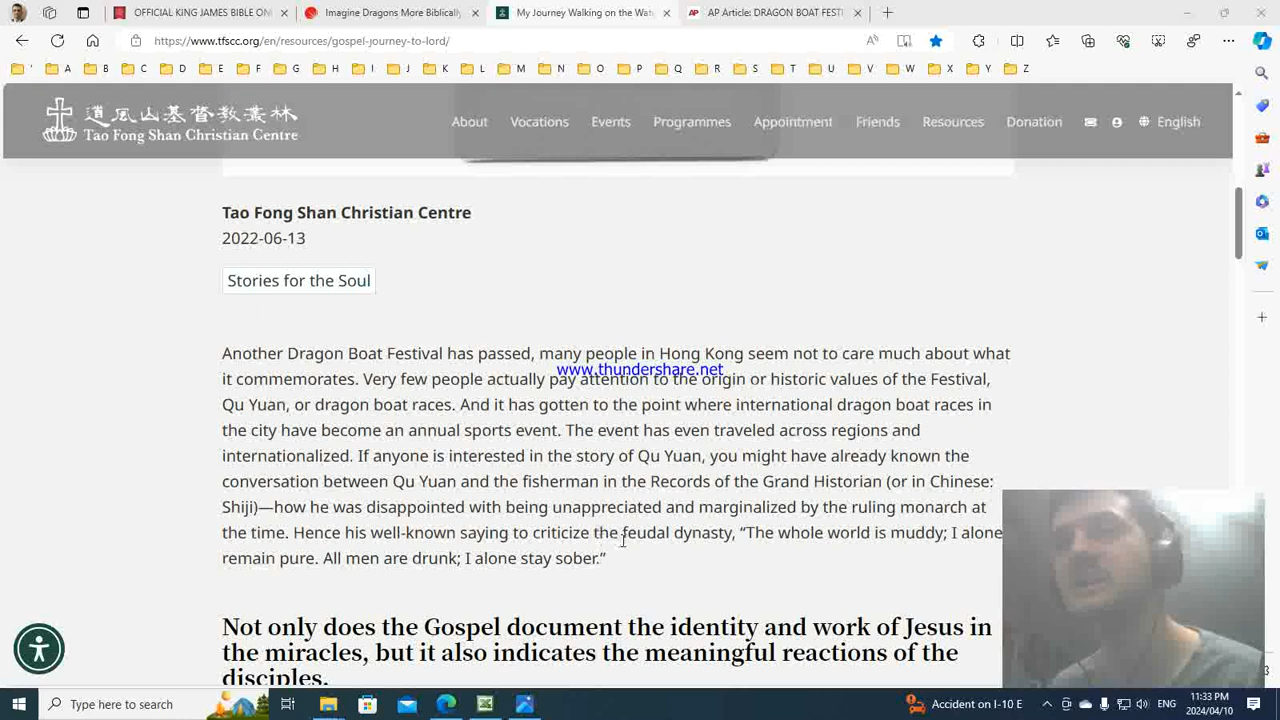 OFFICIAL KING JAMES BIBLE ON
Imagine Dragons More Biblically
My Journey Walking on the Wat
AP Article: DRAGON BOAT FEST
https://www.tfscc.org/en/resources/gospel-journey-to-lord/
' A B C D E F G H I J K L M N O P Q R S T U V W X Y Z
道風山基督教叢林
Tao Fong Shan Christian Centre
About Vocations Events Programmes Appointment Friends Resources Donation English
Tao Fong Shan Christian Centre
2022-06-13
Stories for the Soul
Another Dragon Boat Festival has passed, many people in Hong Kong seem not to care much about what
www.thundershare.net
it commemorates. Very few people actually pay attention to the origin or historic values of the Festival,
Qu Yuan, or dragon boat races. And it has gotten to the point where international dragon boat races in
the city have become an annual sports event. The event has even traveled across regions and
internationalized. If anyone is interested in the story of Qu Yuan, you might have already known the
conversation between Qu Yuan and the fisherman in the Records of the Grand Historian (or in Chinese:
Shiji)—how he was disappointed with being unappreciated and marginalized by the ruling monarch at
the time. Hence his well-known saying to criticize the feudal dynasty, “The whole world is muddy; I alone
remain pure. All men are drunk; I alone stay sober.”
Not only does the Gospel document the identity and work of Jesus in
the miracles, but it also indicates the meaningful reactions of the
disciples.
Type here to search
Accident on I-10 E
ENG
11:33 PM
2024/04/10